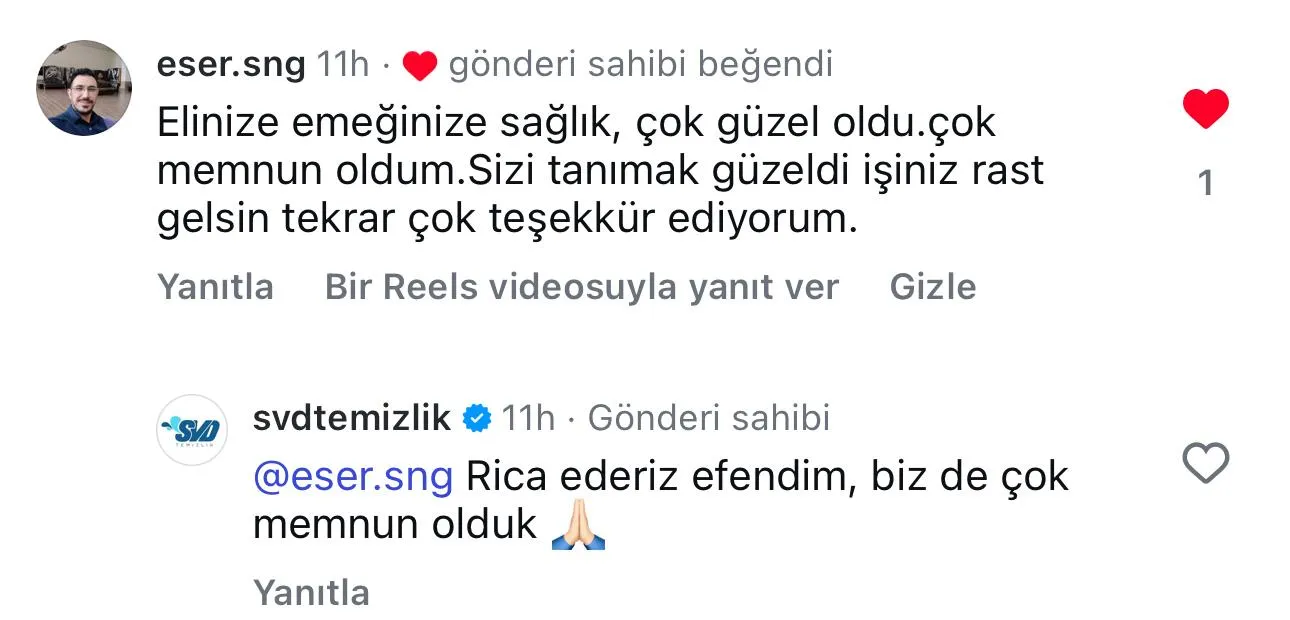 eser.sng 11h · ❤️ gönderi sahibi beğendi
Elinize emeğinize sağlık, çok güzel oldu.çok
memnun oldum.Sizi tanımak güzeldi işiniz rast
gelsin tekrar çok teşekkür ediyorum.
1
Yanıtla Bir Reels videosuyla yanıt ver Gizle
SVD
TEMİZLİK
svdtemizlik 11h · Gönderi sahibi
@eser.sng Rica ederiz efendim, biz de çok
memnun olduk 🙏🏻
Yanıtla